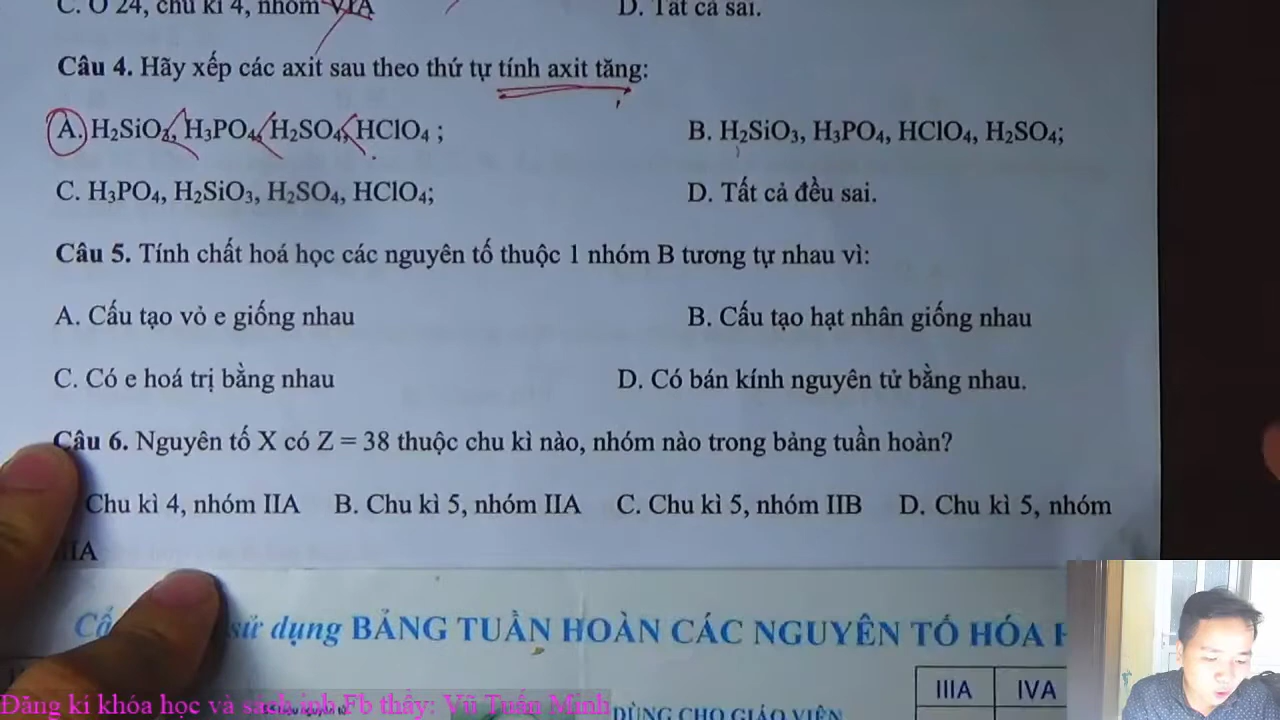 C. Ô 24, chu kì 4, nhóm VIA D. Tất cả sai.
Câu 4. Hãy xếp các axit sau theo thứ tự tính axit tăng:
A. H₂SiO₃, H₃PO₄, H₂SO₄, HClO₄ ; B. H₂SiO₃, H₃PO₄, HClO₄, H₂SO₄;
C. H₃PO₄, H₂SiO₃, H₂SO₄, HClO₄; D. Tất cả đều sai.
Câu 5. Tính chất hoá học các nguyên tố thuộc 1 nhóm B tương tự nhau vì:
A. Cấu tạo vỏ e giống nhau B. Cấu tạo hạt nhân giống nhau
C. Có e hoá trị bằng nhau D. Có bán kính nguyên tử bằng nhau.
Câu 6. Nguyên tố X có Z = 38 thuộc chu kì nào, nhóm nào trong bảng tuần hoàn?
Chu kì 4, nhóm IIA B. Chu kì 5, nhóm IIA C. Chu kì 5, nhóm IIB D. Chu kì 5, nhóm
sử dụng BẢNG TUẦN HOÀN CÁC NGUYÊN TỐ HÓA
IIIA IVA
Đăng kí khóa học và sách inb Fb thầy: Vũ Tuấn Minh
DÙNG CHO GIÁO VIÊN